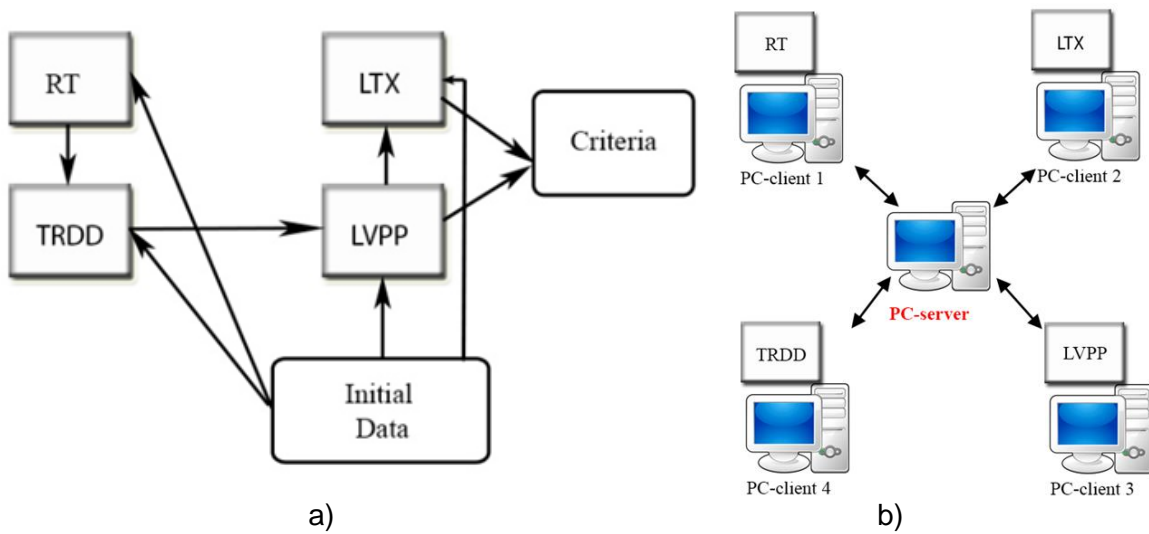 RT
LTX
Criteria
TRDD
LVPP
Initial
Data
a)
RT
PC-client 1
LTX
PC-client 2
PC-server
TRDD
PC-client 4
LVPP
PC-client 3
b)